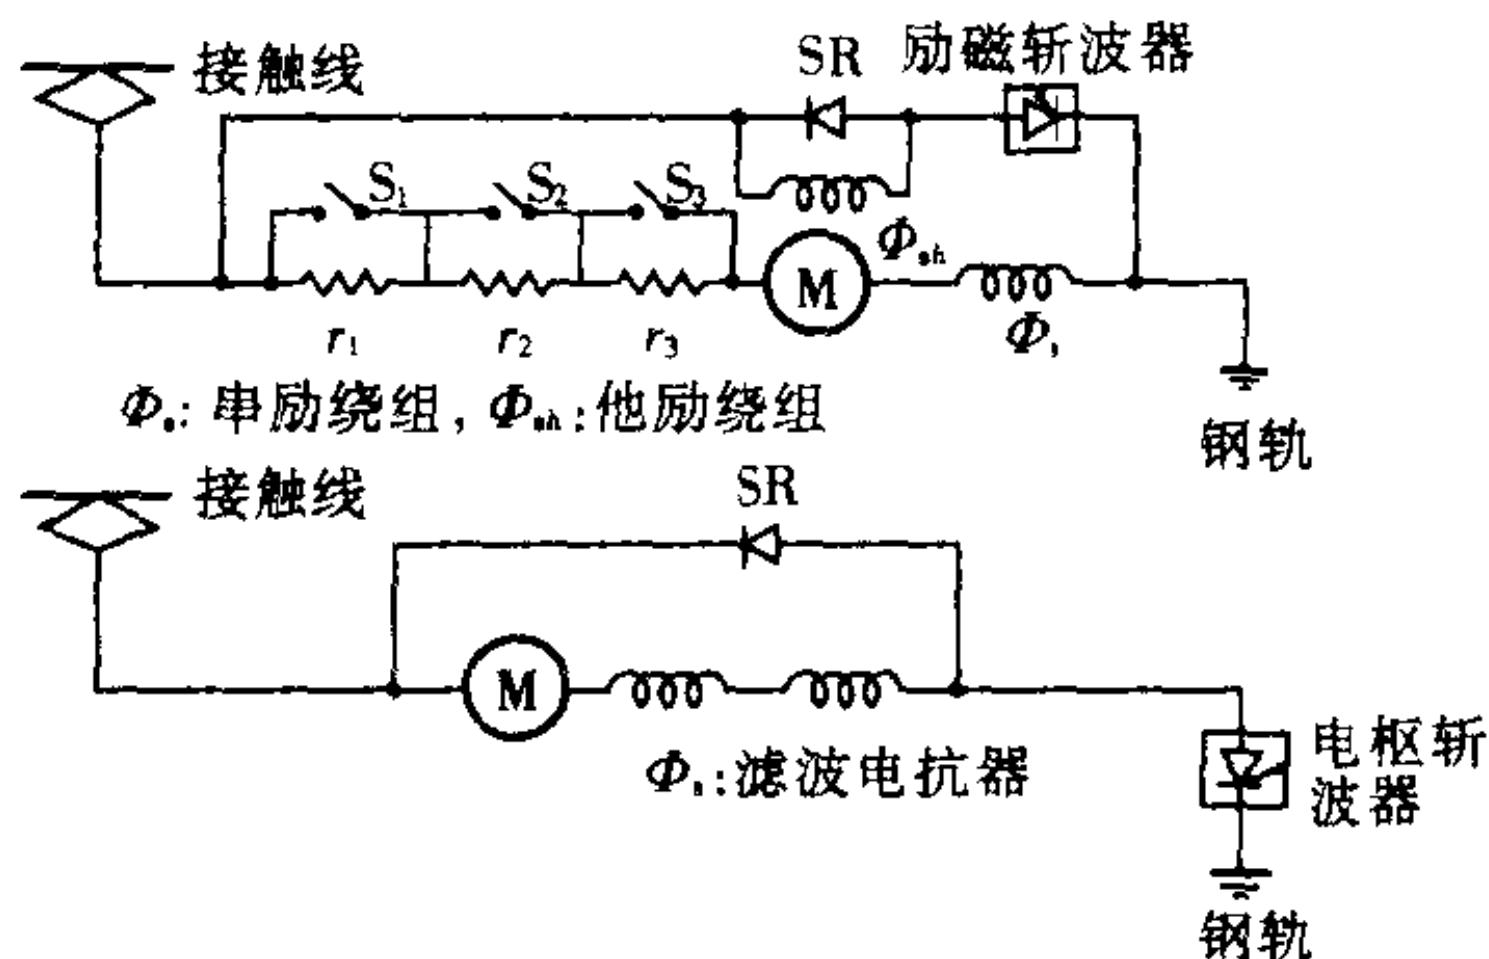 接触线
SR 励磁斩波器
S₁ S₂ S₃
Φₛₕ
M
r₁ r₂ r₃
Φₛ
Φₛ: 串励绕组, Φₛₕ:他励绕组
钢轨
接触线
SR
M
Φₛ:滤波电抗器
电枢斩
波器
钢轨